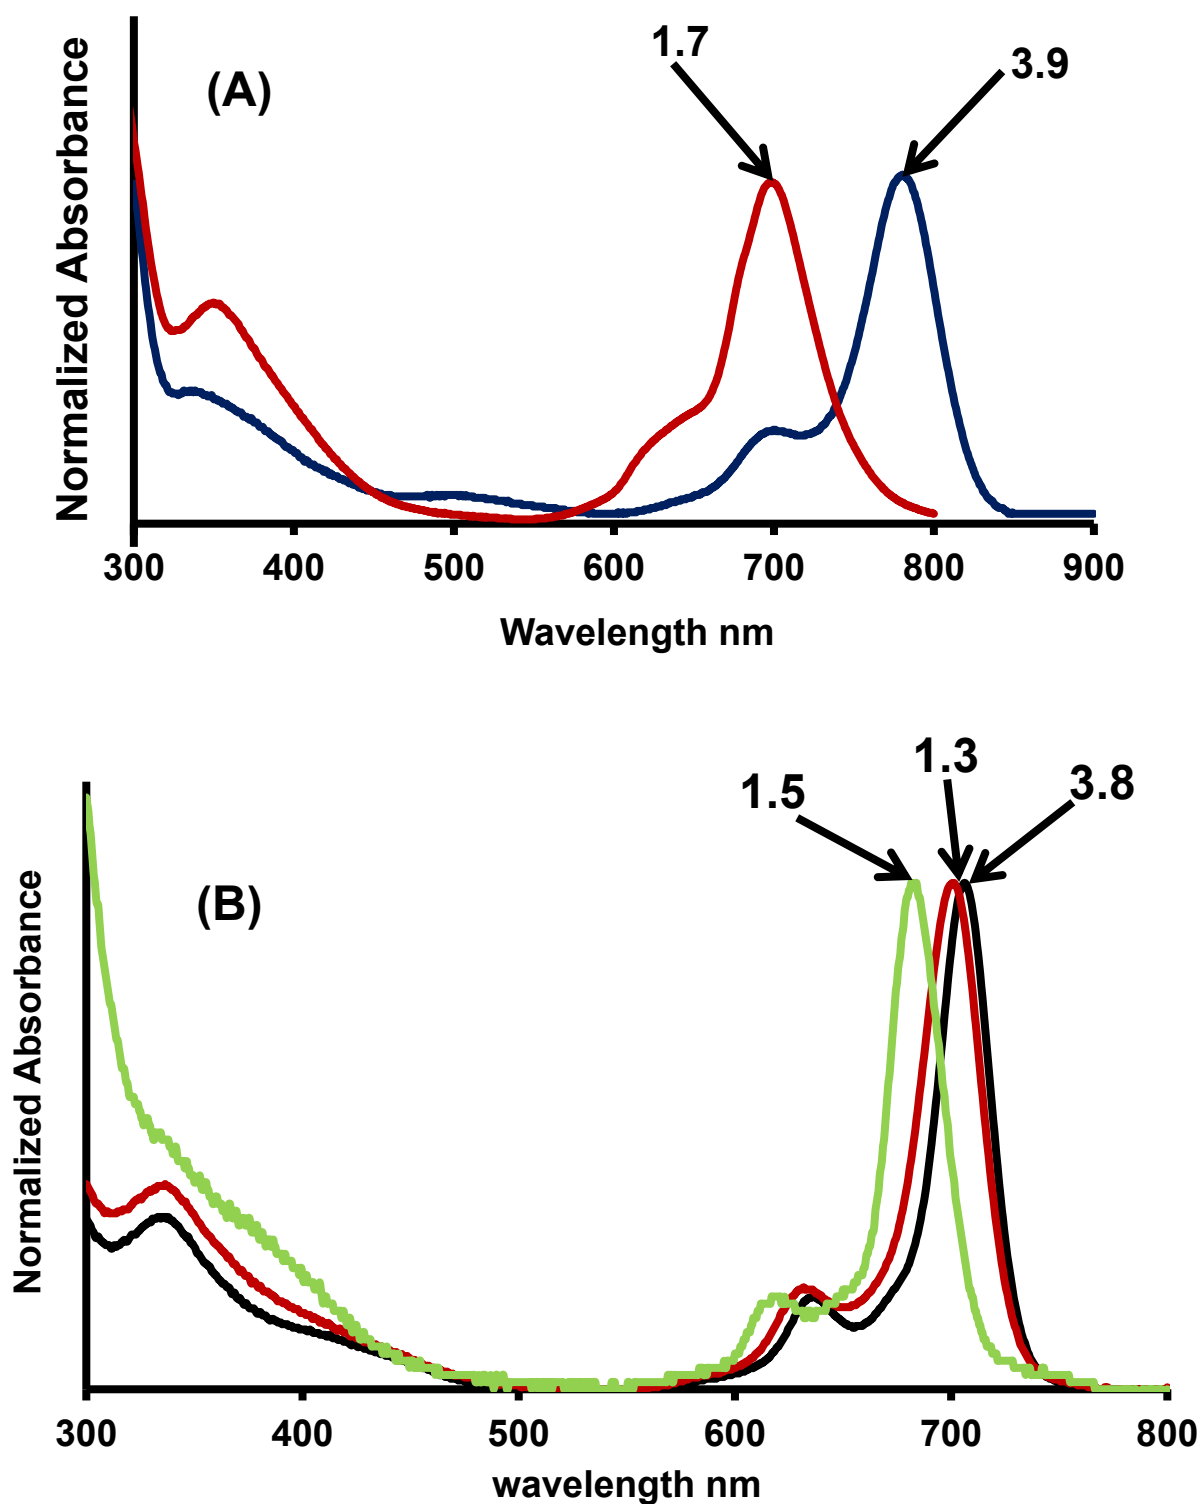 1.7
3.9
(A)
Normalized Absorbance
300 400 500 600 700 800 900
Wavelength nm
1.3
1.5
3.8
(B)
Normalized Absorbance
300 400 500 600 700 800
wavelength nm